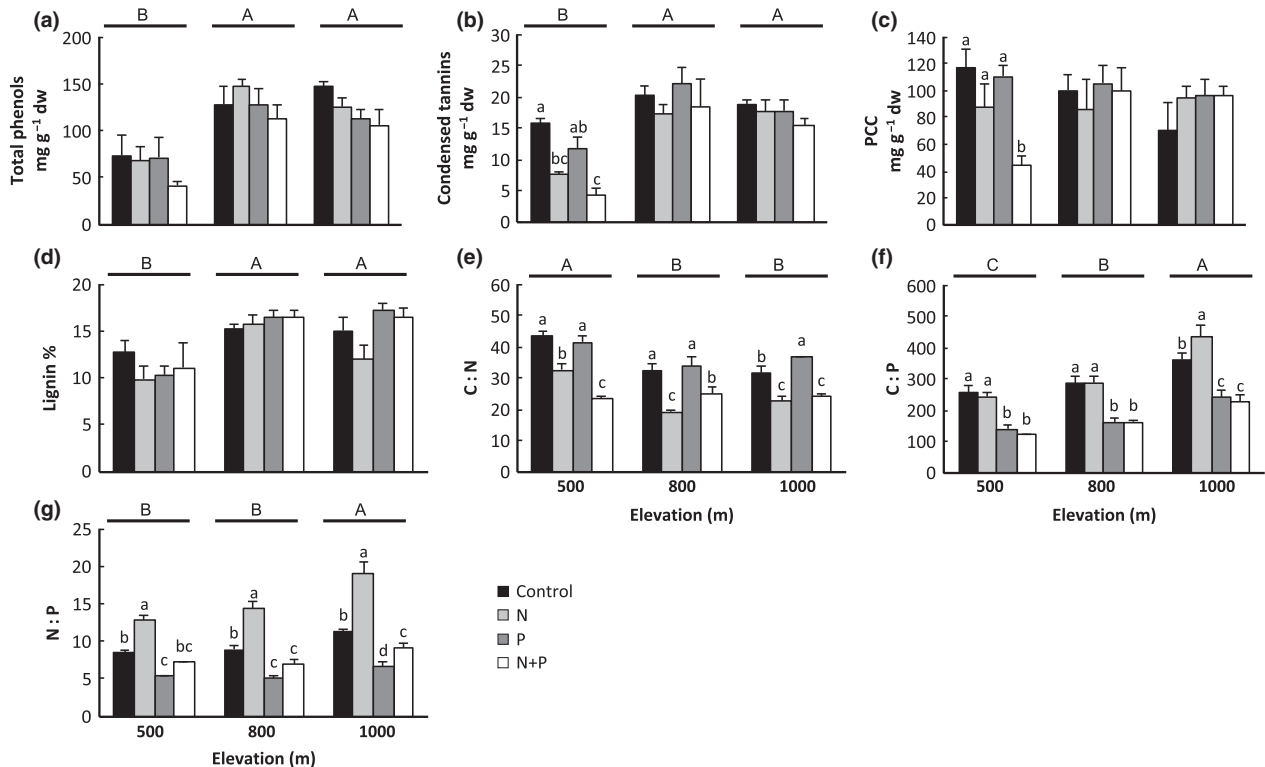 (a)
B A A
Total phenols
mg g⁻¹ dw
200
150
100
50
0
(b)
B A A
Condensed tannins
mg g⁻¹ dw
30
25
20
15
10
5
0
a bc ab c
(c)
PCC
mg g⁻¹ dw
140
120
100
80
60
40
20
0
a a a b
(d)
B A A
Lignin %
20
15
10
5
0
(e)
A B B
C : N
60
50
40
30
20
10
0
a b a c
a c a b
b c a c
500 800 1000
Elevation (m)
(f)
C B A
C : P
600
500
400
300
200
100
0
a a b b
a a b b
b a c c
500 800 1000
Elevation (m)
(g)
B B A
N : P
25
20
15
10
5
0
b a c bc
b a c c
b a d c
500 800 1000
Elevation (m)
Control
N
P
N+P